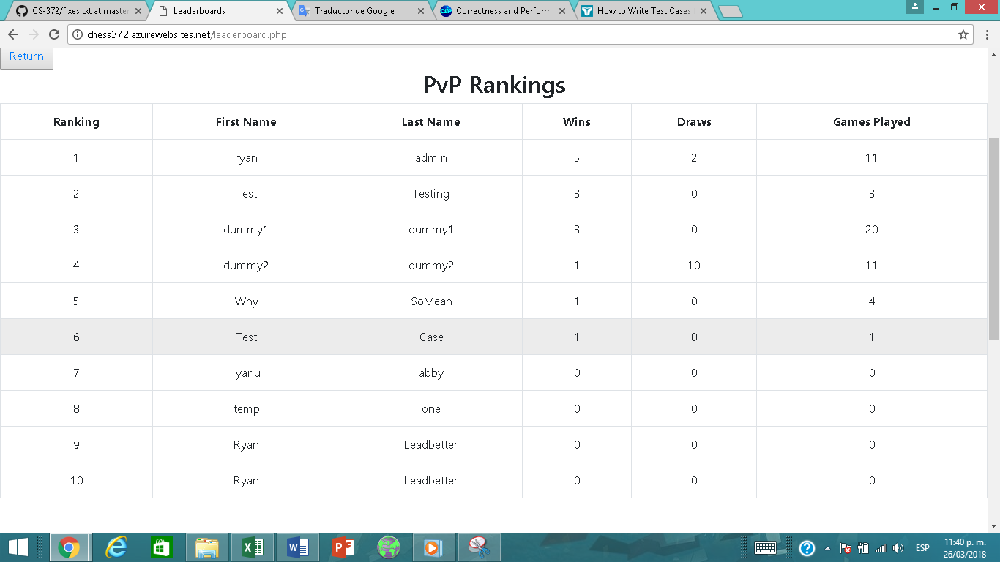 CS-372/fixes.txt at master
Leaderboards
Traductor de Google
Correctness and Perform
How to Write Test Cases
chess372.azurewebsites.net/leaderboard.php
Return
PvP Rankings
Ranking First Name Last Name Wins Draws Games Played
1 ryan admin 5 2 11
2 Test Testing 3 0 3
3 dummy1 dummy1 3 0 20
4 dummy2 dummy2 1 10 11
5 Why SoMean 1 0 4
6 Test Case 1 0 1
7 iyanu abby 0 0 0
8 temp one 0 0 0
9 Ryan Leadbetter 0 0 0
10 Ryan Leadbetter 0 0 0
ESP
11:40 p. m.
26/03/2018